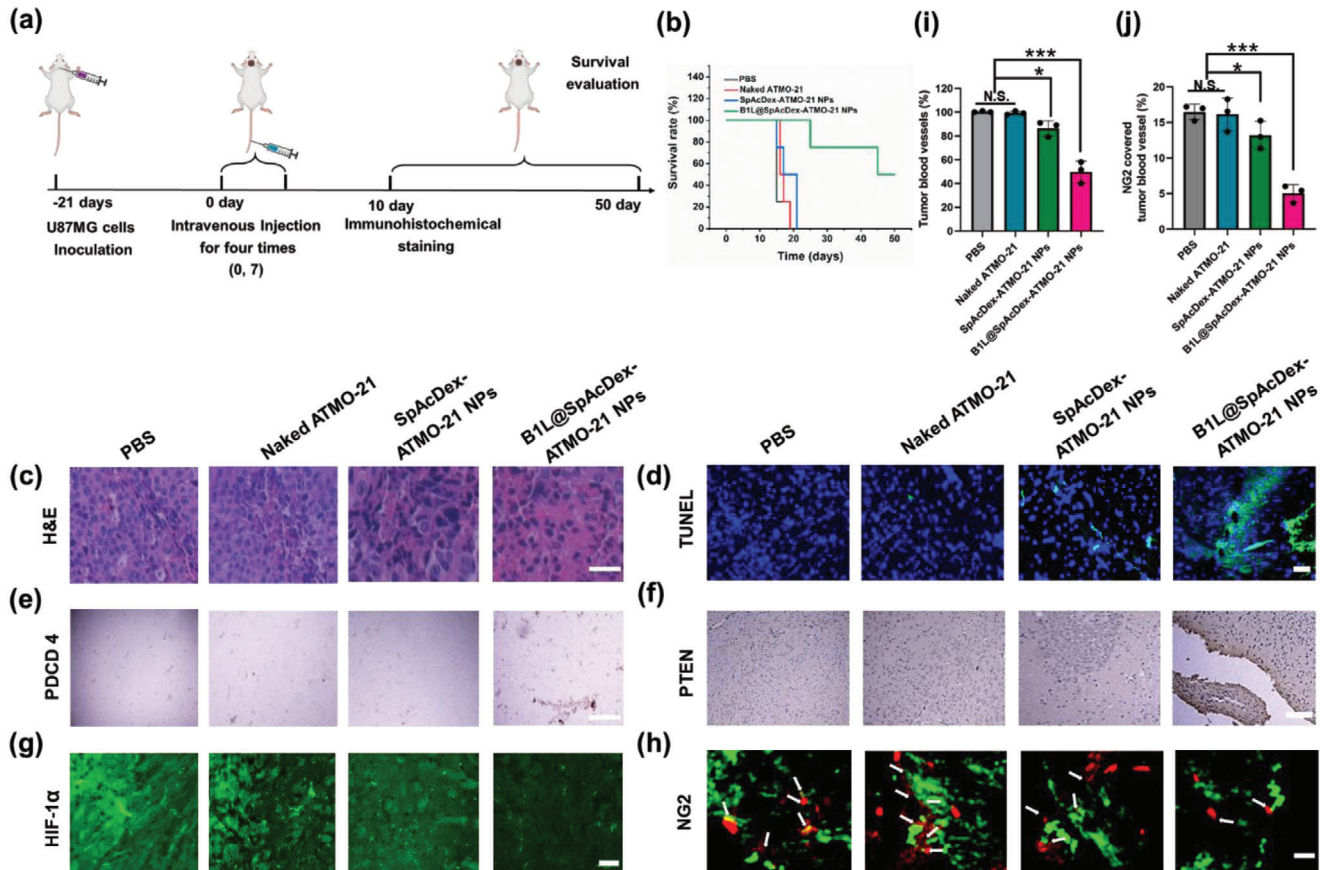 (a)
Survival
evaluation
-21 days
0 day
10 day
50 day
U87MG cells
Inoculation
Intravenous Injection
for four times
(0, 7)
Immunohistochemical
staining
(b)
Survival rate (%)
140
120
100
80
60
40
20
0
PBS
Naked ATMO-21
SpAcDex-ATMO-21 NPs
B1L@SpAcDex-ATMO-21 NPs
0
10
20
30
40
50
Time (days)
(i)
Tumor blood vessels (%)
120
100
80
60
40
20
0
N.S.
*
***
PBS
Naked ATMO-21
SpAcDex-ATMO-21 NPs
B1L@SpAcDex-ATMO-21 NPs
(j)
NG2 covered
tumor blood vessel (%)
20
15
10
5
0
N.S.
*
***
PBS
Naked ATMO-21
SpAcDex-ATMO-21 NPs
B1L@SpAcDex-ATMO-21 NPs
PBS
Naked ATMO-21
SpAcDex-
ATMO-21 NPs
B1L@SpAcDex-
ATMO-21 NPs
PBS
Naked ATMO-21
SpAcDex-
ATMO-21 NPs
B1L@SpAcDex-
ATMO-21 NPs
(c)
H&E
(d)
TUNEL
(e)
PDCD 4
(f)
PTEN
(g)
HIF-1α
(h)
NG2